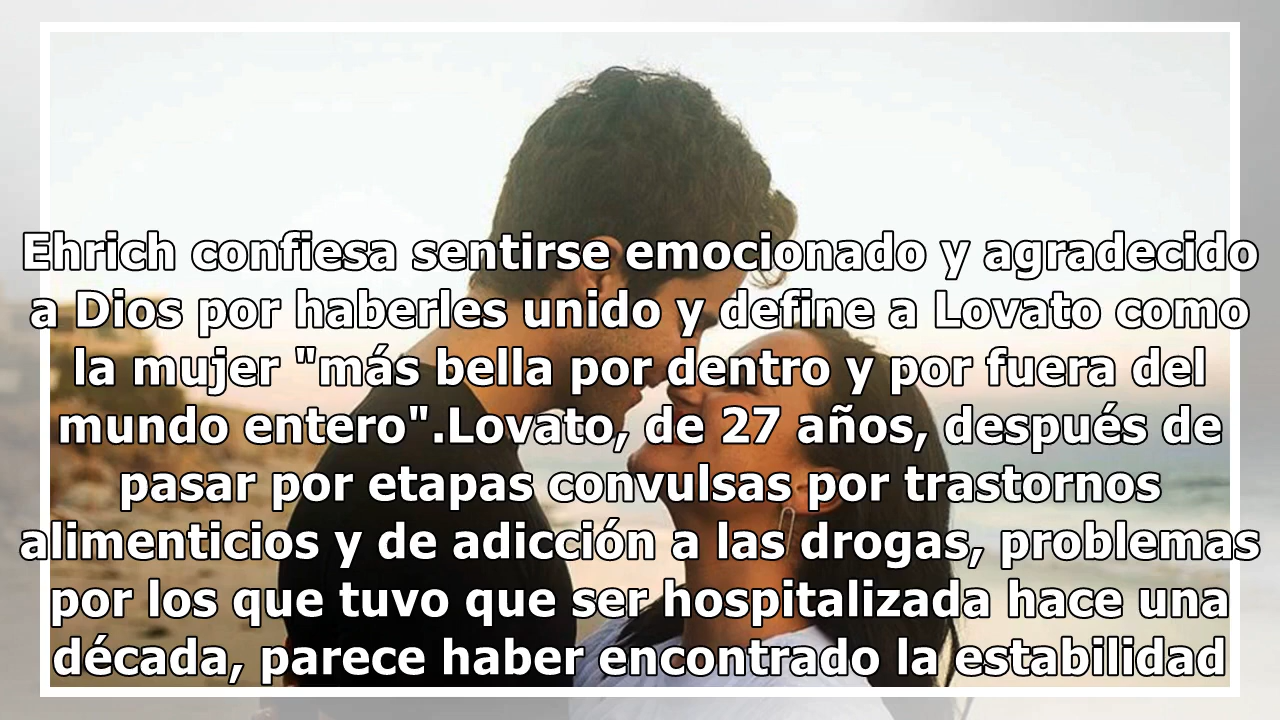 Ehrich confiesa sentirse emocionado y agradecido
a Dios por haberles unido y define a Lovato como
la mujer "más bella por dentro y por fuera del
mundo entero".Lovato, de 27 años, después de
pasar por etapas convulsas por trastornos
alimenticios y de adicción a las drogas, problemas
por los que tuvo que ser hospitalizada hace una
década, parece haber encontrado la estabilidad